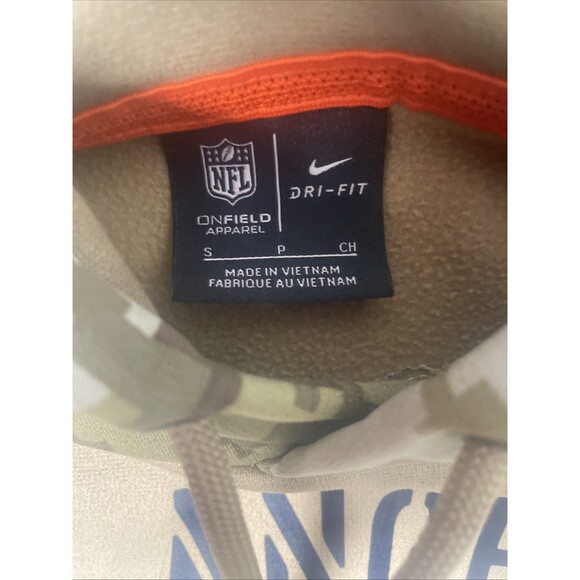 NFL
ONFIELD
APPAREL
DRI-FIT
S P CH
MADE IN VIETNAM
FABRIQUE AU VIETNAM